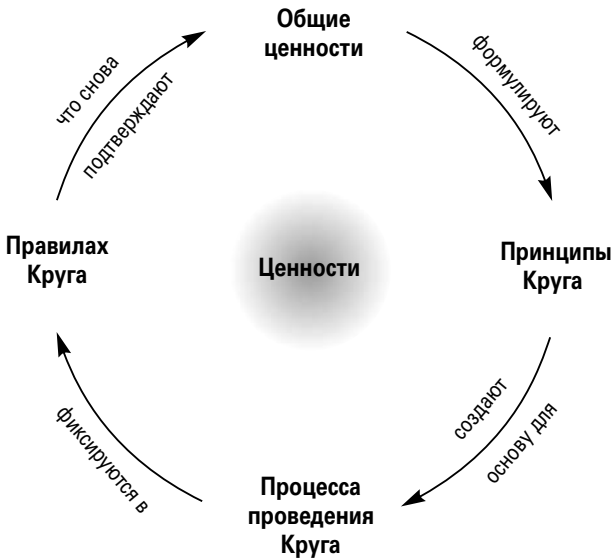 Общие
ценности
формулируют
Принципы
Круга
создают
основу для
Процесса
проведения
Круга
фиксируются в
Правилах
Круга
что снова
подтверждают
Ценности